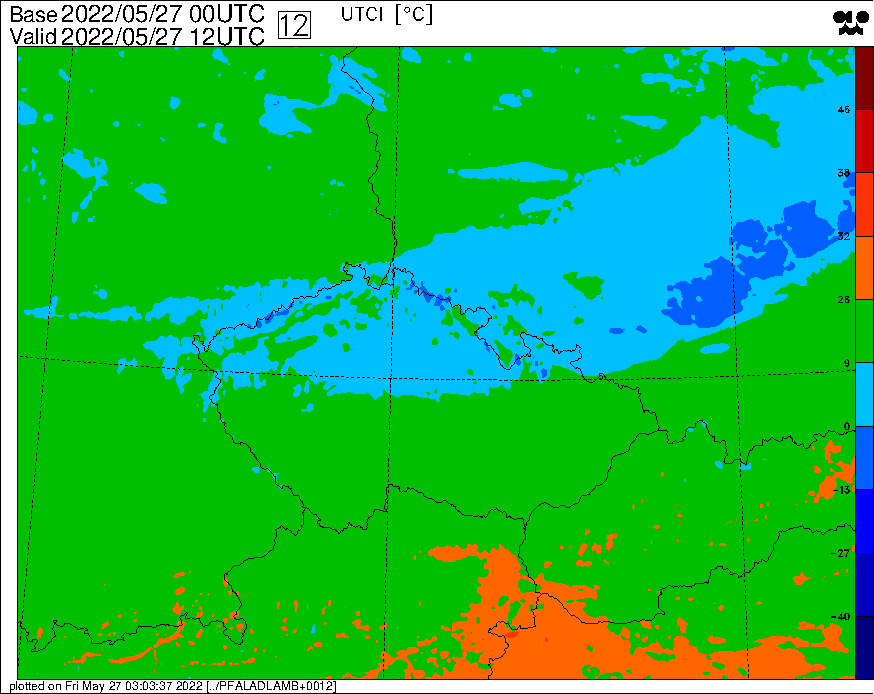 Base 2022/05/27 00UTC
Valid 2022/05/27 12UTC
12
UTCI [°C]
46
38
32
26
9
0
-13
-27
-40
plotted on Fri May 27 03:03:37 2022 [../PFALADLAMB+0012]